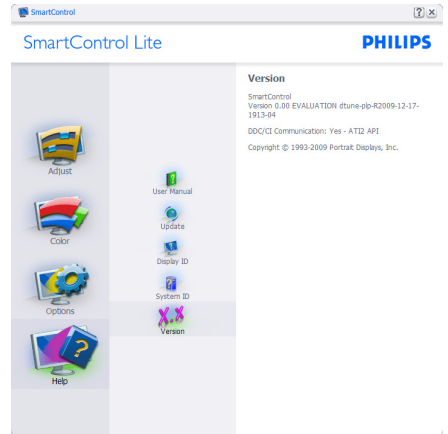 SmartControl
SmartControl Lite
PHILIPS
Adjust
Color
Options
Help
User Manual
Update
Display ID
System ID
X.X
Version
Version
SmartControl
Version 0.00 EVALUATION dtune-plp-R2009-12-17-
1913-04
DDC/CI Communication: Yes - ATI2 API
Copyright © 1993-2009 Portrait Displays, Inc.